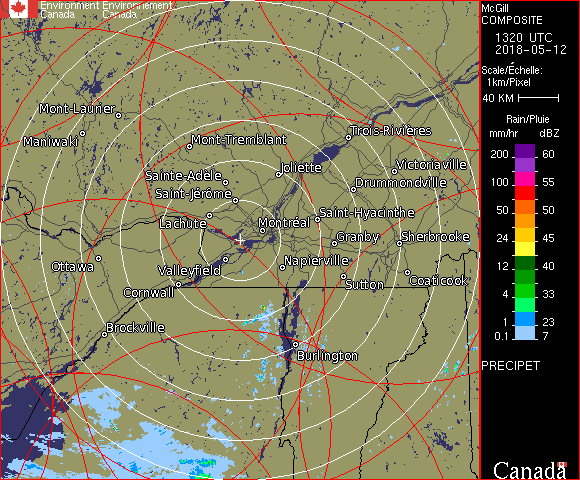 Environment Environnement
Canada Canada
Mont-Laurier
Maniwaki
Mont-Tremblant
Trois-Rivières
Joliette
Victoriaville
Sainte-Adèle
Drummondville
Saint-Jérôme
Lachute
Montréal
Saint-Hyacinthe
Granby
Sherbrooke
Ottawa
Valleyfield
Napierville
Coaticook
Cornwall
Sutton
Brockville
Burlington
McGill
COMPOSITE
1320 UTC
2018-05-12
Scale/Échelle:
1km/Pixel
40 KM
Rain/Pluie
mm/hr dBZ
200 60
100 55
50 50
24 45
12 40
4 33
1 23
0.1 7
PRECIPET
Canada